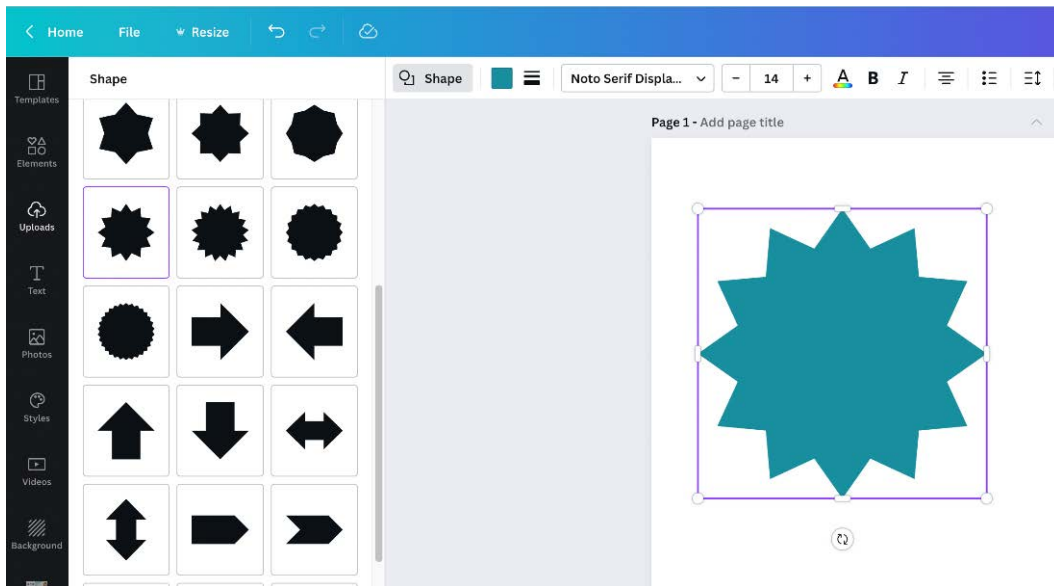 Home File Resize
Templates
Elements
Uploads
Text
Photos
Styles
Videos
Background
Shape
Shape Noto Serif Displa... - 14 + A B I
Page 1 - Add page title